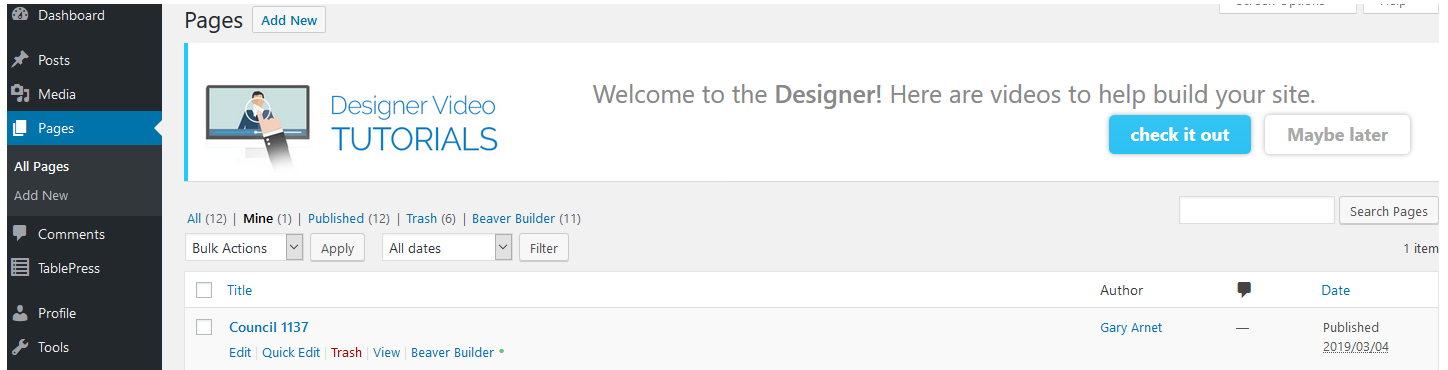 Dashboard
Posts
Media
Pages
All Pages
Add New
Comments
TablePress
Profile
Tools
Pages Add New
Screen Options Help
Designer Video
TUTORIALS
Welcome to the Designer! Here are videos to help build your site.
check it out Maybe later
All (12) | Mine (1) | Published (12) | Trash (6) | Beaver Builder (11)
Search Pages
Bulk Actions Apply All dates Filter
1 item
Title Author Date
Council 1137 Gary Arnet — Published
Edit | Quick Edit | Trash | View | Beaver Builder 2019/03/04